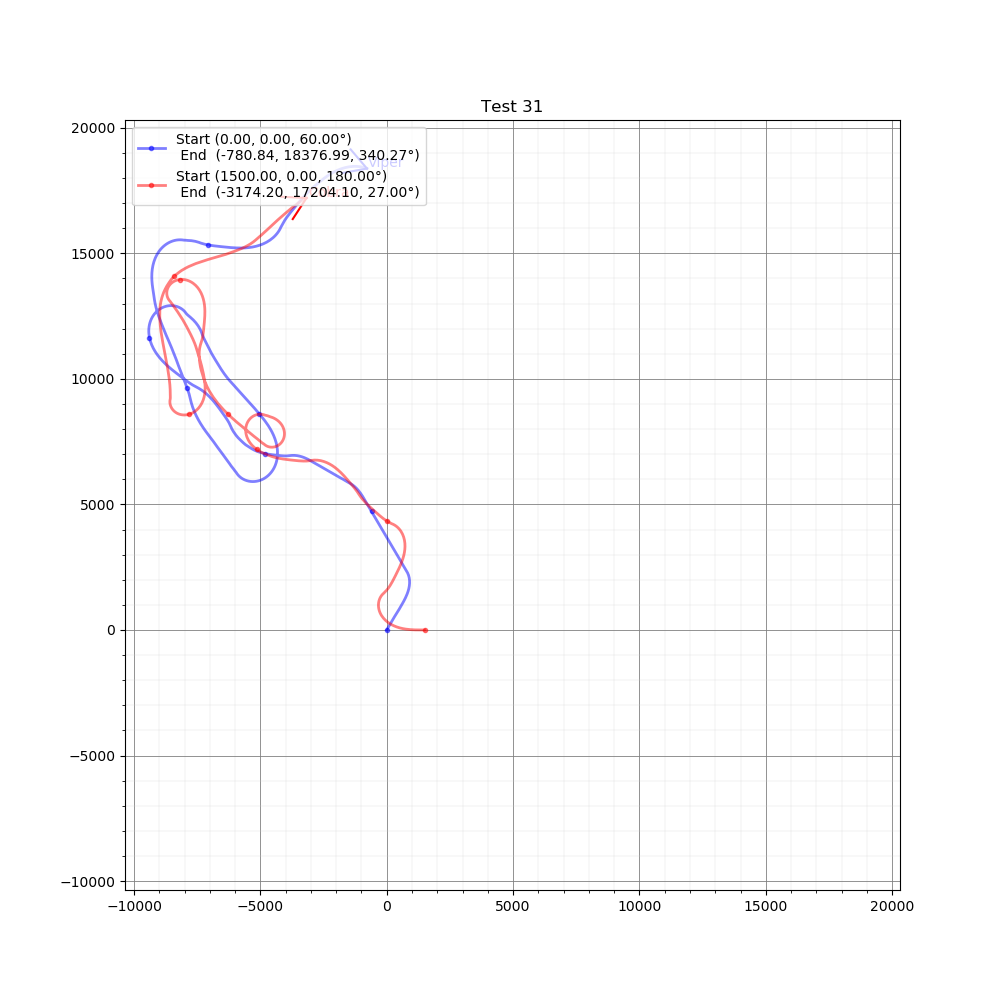 Test 31
Start (0.00, 0.00, 60.00°)
End (-780.84, 18376.99, 340.27°)
Start (1500.00, 0.00, 180.00°)
End (-3174.20, 17204.10, 27.00°)
Viper
20000
15000
10000
5000
0
−5000
−10000
−10000 −5000 0 5000 10000 15000 20000